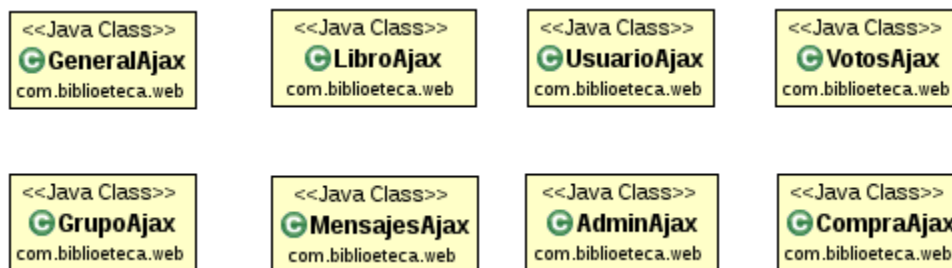 <<Java Class>>
GeneralAjax
com.biblioeteca.web
<<Java Class>>
LibroAjax
com.biblioeteca.web
<<Java Class>>
UsuarioAjax
com.biblioeteca.web
<<Java Class>>
VotosAjax
com.biblioeteca.web
<<Java Class>>
GrupoAjax
com.biblioeteca.web
<<Java Class>>
MensajesAjax
com.biblioeteca.web
<<Java Class>>
AdminAjax
com.biblioeteca.web
<<Java Class>>
CompraAjax
com.biblioeteca.web